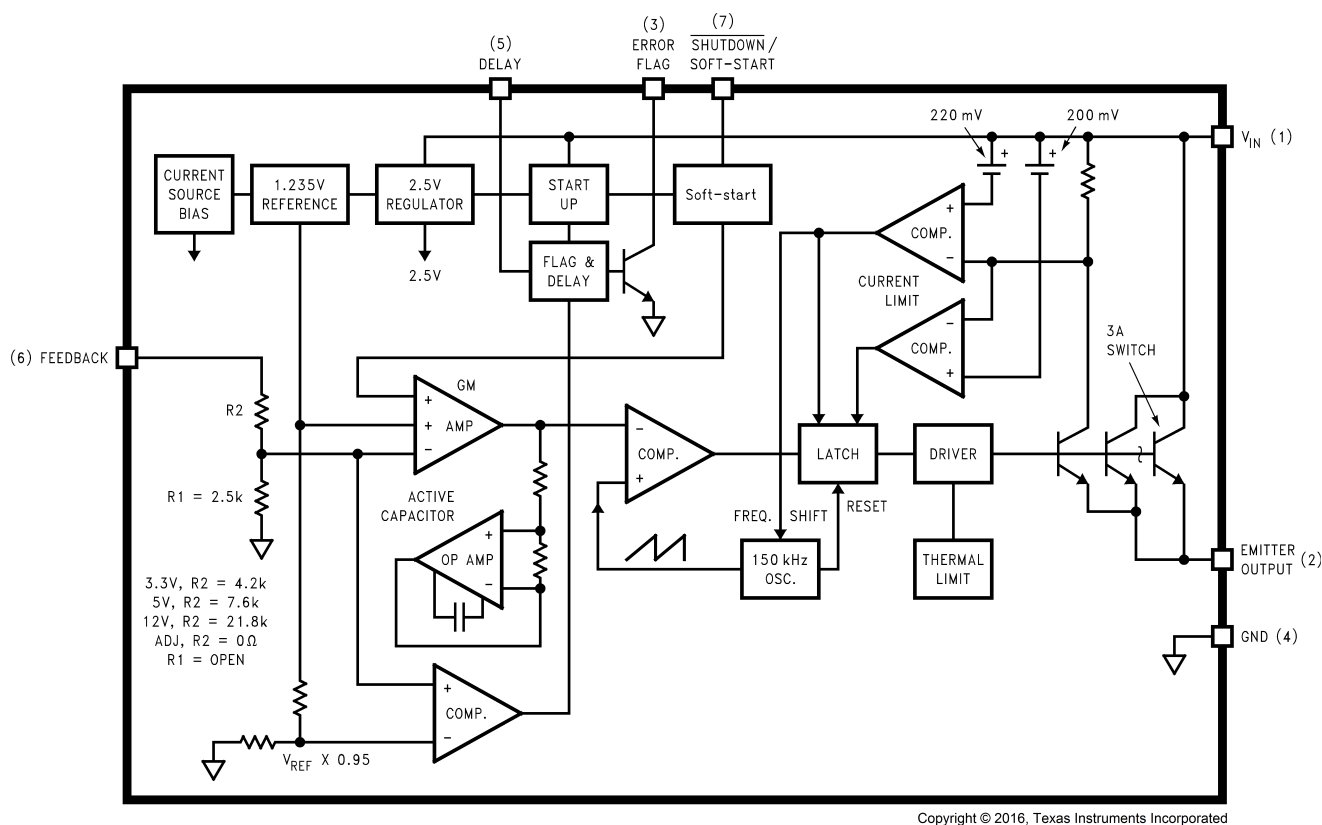 (5)
DELAY
(3)
ERROR
FLAG
(7)
SHUTDOWN/
SOFT-START
220 mV
200 mV
VIN (1)
CURRENT
SOURCE
BIAS
1.235V
REFERENCE
2.5V
REGULATOR
START
UP
Soft-start
2.5V
FLAG &
DELAY
+
+
+
COMP.
-
CURRENT
LIMIT
-
COMP.
+
3A
SWITCH
(6) FEEDBACK
R2
R1 = 2.5k
GM
+
+ AMP
-
-
COMP.
+
LATCH
DRIVER
ACTIVE
CAPACITOR
+
OP AMP
-
FREQ. SHIFT
RESET
150 kHz
OSC.
THERMAL
LIMIT
EMITTER
OUTPUT (2)
GND (4)
3.3V, R2 = 4.2k
5V, R2 = 7.6k
12V, R2 = 21.8k
ADJ, R2 = 0Ω
R1 = OPEN
+
COMP.
-
VREF X 0.95
Copyright © 2016, Texas Instruments Incorporated